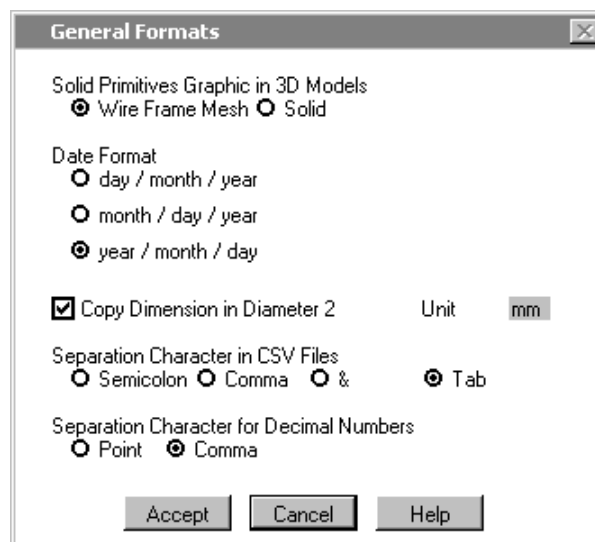 General Formats
Solid Primitives Graphic in 3D Models
Wire Frame Mesh Solid
Date Format
day / month / year
month / day / year
year / month / day
Copy Dimension in Diameter 2 Unit mm
Separation Character in CSV Files
Semicolon Comma & Tab
Separation Character for Decimal Numbers
Point Comma
Accept Cancel Help